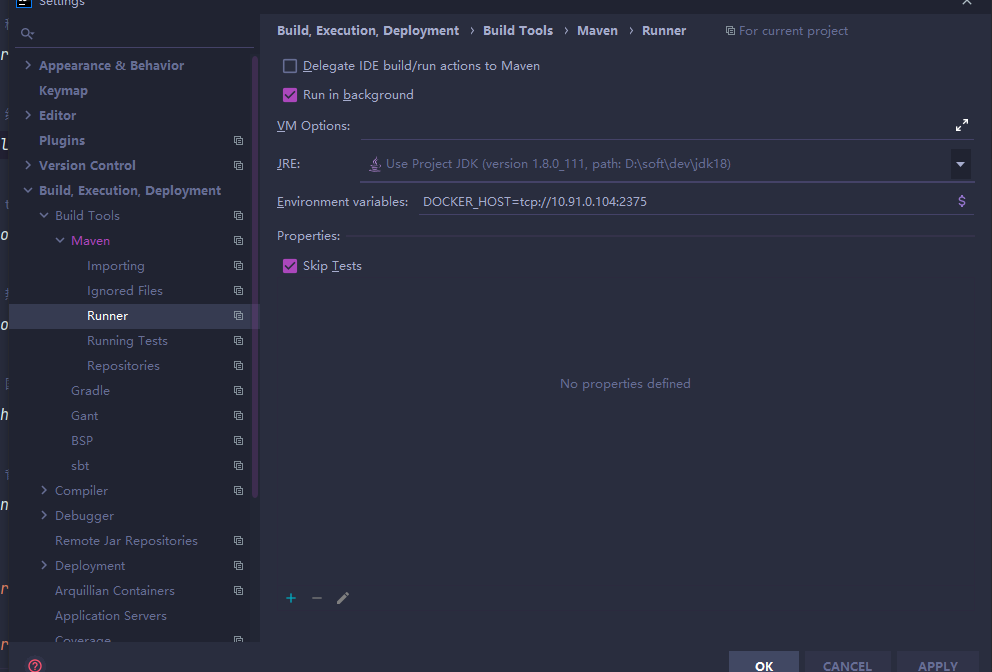 Settings
Build, Execution, Deployment › Build Tools › Maven › Runner
For current project
Appearance & Behavior
Keymap
Editor
Plugins
Version Control
Build, Execution, Deployment
Build Tools
Maven
Importing
Ignored Files
Runner
Running Tests
Repositories
Gradle
Gant
BSP
sbt
Compiler
Debugger
Remote Jar Repositories
Deployment
Arquillian Containers
Application Servers
Coverage
Delegate IDE build/run actions to Maven
Run in background
VM Options:
JRE: Use Project JDK (version 1.8.0_111, path: D:\soft\dev\jdk18)
Environment variables: DOCKER_HOST=tcp://10.91.0.104:2375 $
Properties:
Skip Tests
No properties defined
OK CANCEL APPLY